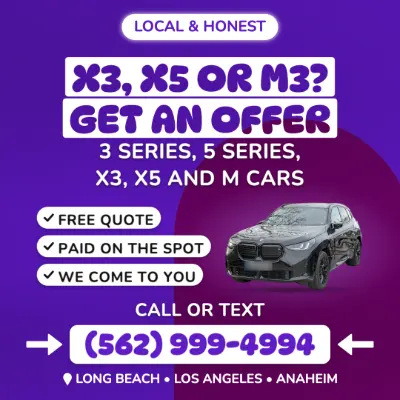 LOCAL & HONEST
X3, X5 OR M3?
GET AN OFFER
3 SERIES, 5 SERIES,
X3, X5 AND M CARS
FREE QUOTE
PAID ON THE SPOT
WE COME TO YOU
CALL OR TEXT
(562) 999-4994
LONG BEACH • LOS ANGELES • ANAHEIM